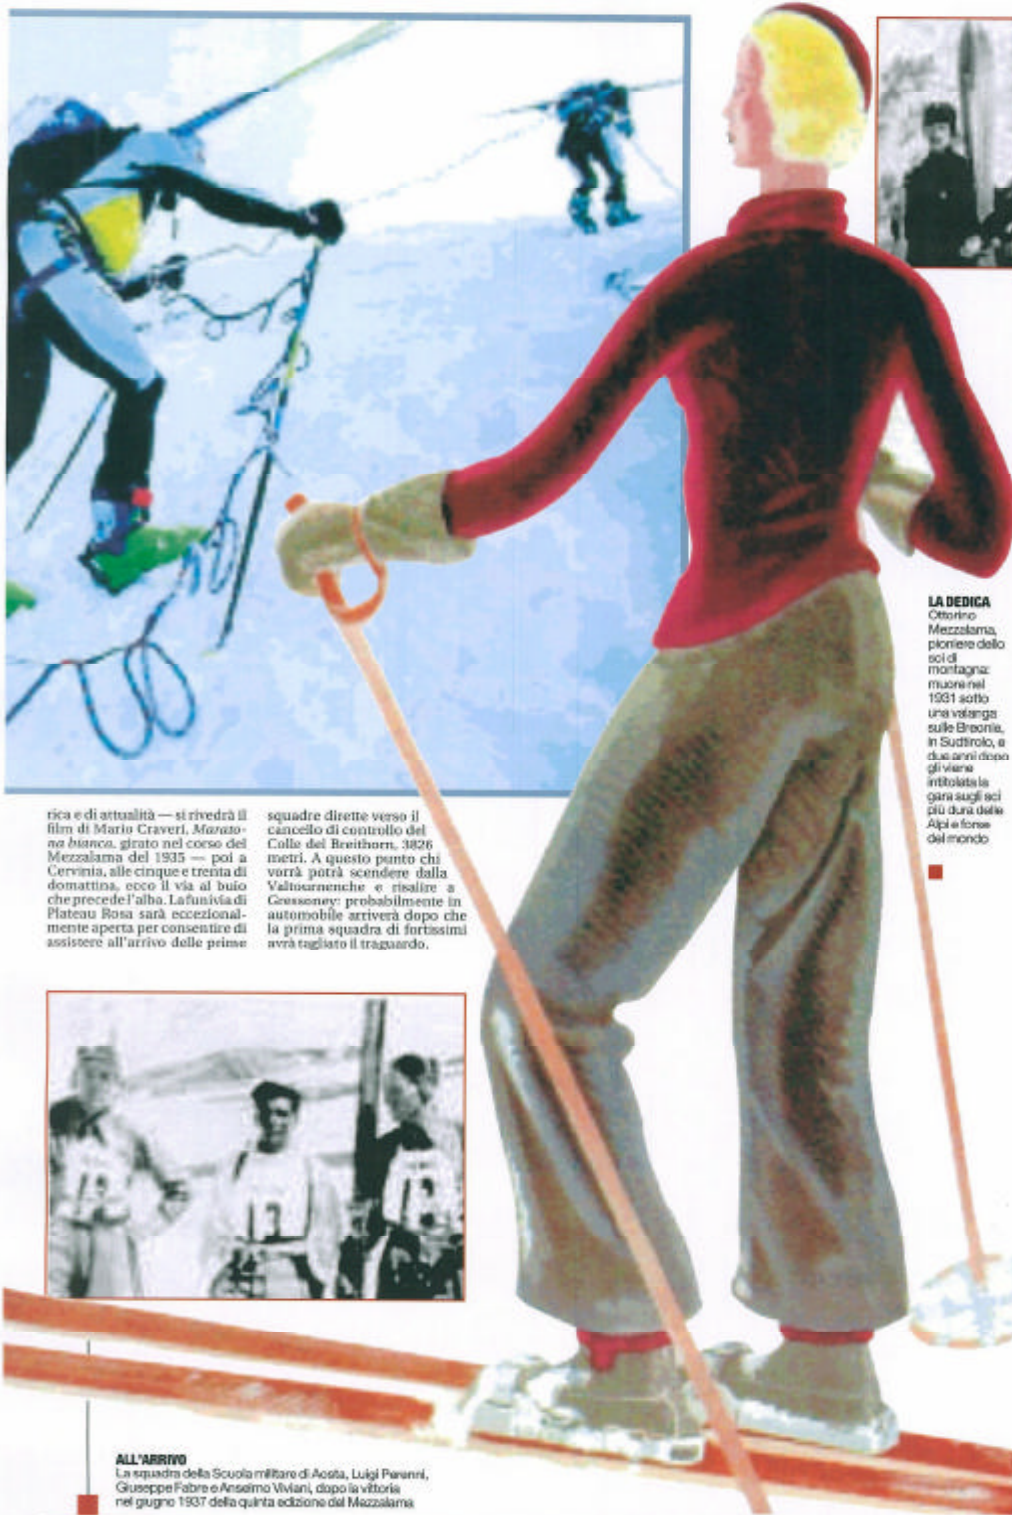 rica e di attualità — si rivedrà il
film di Mario Craveri, Marato-
na bianca, girato nel corso del
Mezzalama del 1935 — poi a
Cervinia, alle cinque e trenta di
domattina, ecco il via al buio
che precede l'alba. La funivia di
Plateau Rosa sarà eccezional-
mente aperta per consentire di
assistere all'arrivo delle prime
squadre dirette verso il
cancello di controllo del
Colle del Breithorn, 3826
metri. A questo punto chi
vorrà potrà scendere dalla
Valtournenche e risalire a
Gressoney: probabilmente in
automobile arriverà dopo che
la prima squadra di fortissimi
avrà tagliato il traguardo.
LA DEDICA
Ottorino
Mezzalama,
pioniere dello
sci di
montagna:
muore nel
1931 sotto
una valanga
sulle Breonie,
in Sudtirolo, e
due anni dopo
gli viene
intitolata la
gara sugli sci
più dura delle
Alpi e forse
del mondo
13
13
13
ALL'ARRIVO
La squadra della Scuola militare di Aosta, Luigi Perenni,
Giuseppe Fabre e Anselmo Viviani, dopo la vittoria
nel giugno 1937 della quinta edizione del Mezzalama